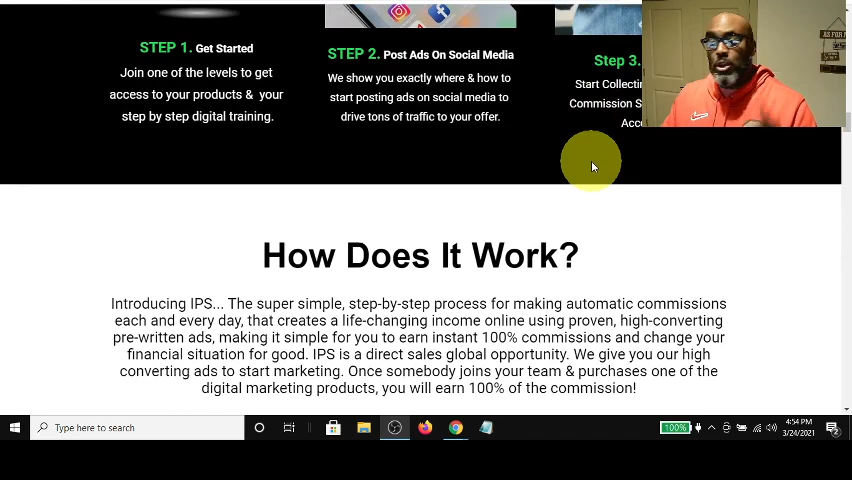 STEP 1. Get Started
Join one of the levels to get
access to your products & your
step by step digital training.
STEP 2. Post Ads On Social Media
We show you exactly where & how to
start posting ads on social media to
drive tons of traffic to your offer.
Step 3.
Start
Commission
How Does It Work?
Introducing IPS... The super simple, step-by-step process for making automatic commissions
each and every day, that creates a life-changing income online using proven, high-converting
pre-written ads, making it simple for you to earn instant 100% commissions and change your
financial situation for good. IPS is a direct sales global opportunity. We give you our high
converting ads to start marketing. Once somebody joins your team & purchases one of the
digital marketing products, you will earn 100% of the commission!
Type here to search
100%
4:54 PM
3/24/2021
2